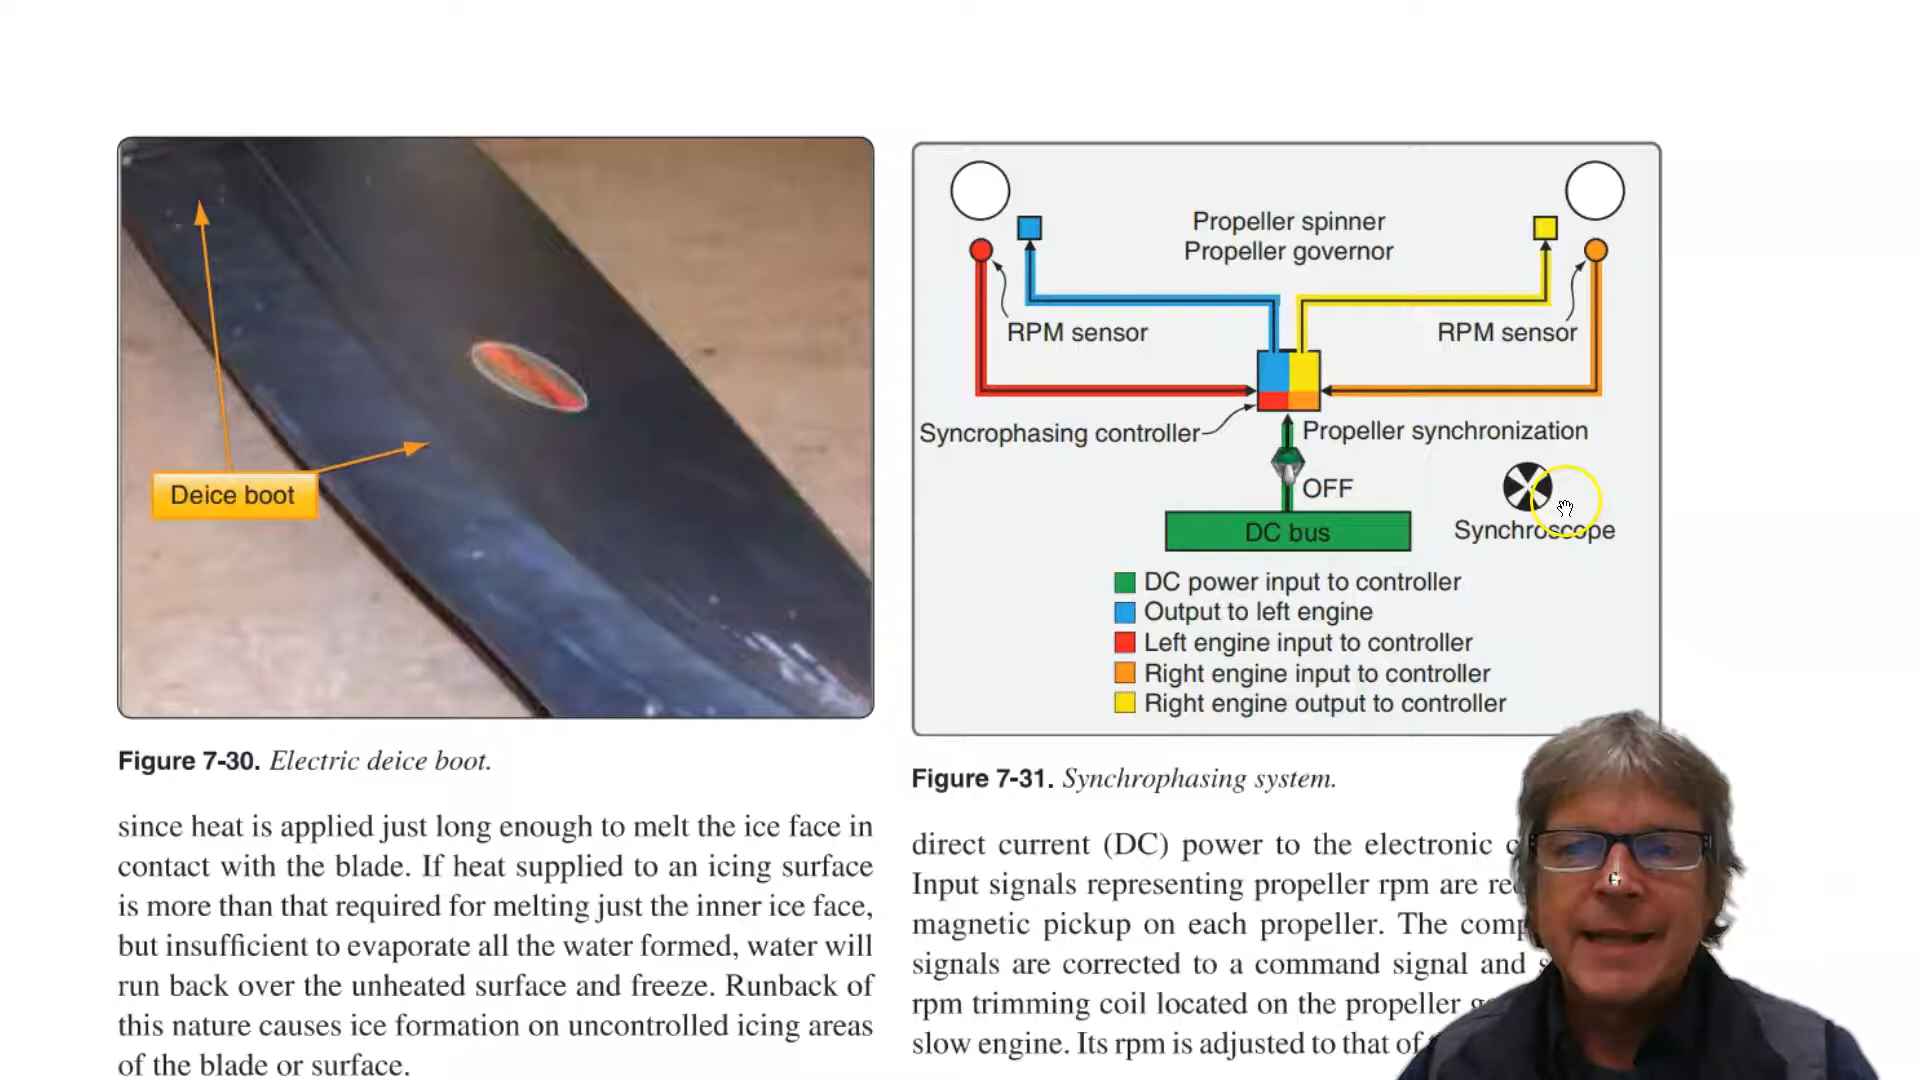 Deice boot
Figure 7-30. Electric deice boot.
since heat is applied just long enough to melt the ice face in
contact with the blade. If heat supplied to an icing surface
is more than that required for melting just the inner ice face,
but insufficient to evaporate all the water formed, water will
run back over the unheated surface and freeze. Runback of
this nature causes ice formation on uncontrolled icing areas
of the blade or surface.
Propeller spinner
Propeller governor
RPM sensor
RPM sensor
Syncrophasing controller
Propeller synchronization
OFF
DC bus
Synchroscope
DC power input to controller
Output to left engine
Left engine input to controller
Right engine input to controller
Right engine output to controller
Figure 7-31. Synchrophasing system.
direct current (DC) power to the electronic
Input signals representing propeller rpm are
magnetic pickup on each propeller. The
signals are corrected to a command signal and
rpm trimming coil located on the propeller
slow engine. Its rpm is adjusted to that of